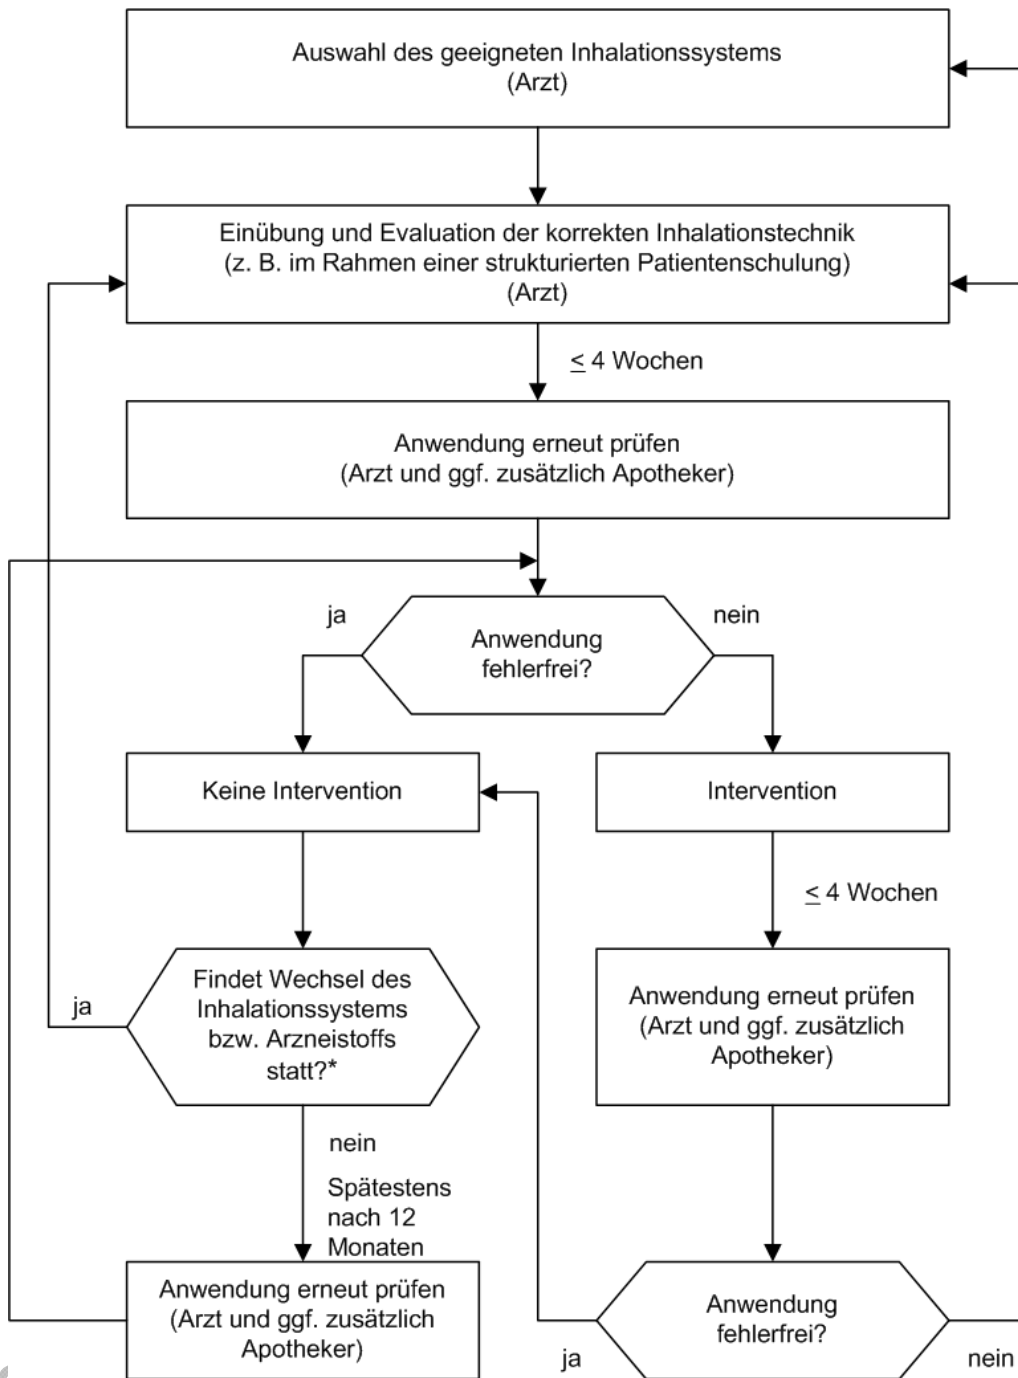 Auswahl des geeigneten Inhalationssystems
(Arzt)
Einübung und Evaluation der korrekten Inhalationstechnik
(z. B. im Rahmen einer strukturierten Patientenschulung)
(Arzt)
≤ 4 Wochen
Anwendung erneut prüfen
(Arzt und ggf. zusätzlich Apotheker)
ja
nein
Anwendung
fehlerfrei?
Keine Intervention
Intervention
≤ 4 Wochen
ja
Findet Wechsel des
Inhalationssystems
bzw. Arzneistoffs
statt?*
Anwendung erneut prüfen
(Arzt und ggf. zusätzlich
Apotheker)
nein
Spätestens
nach 12
Monaten
Anwendung erneut prüfen
(Arzt und ggf. zusätzlich
Apotheker)
Anwendung
fehlerfrei?
ja
nein